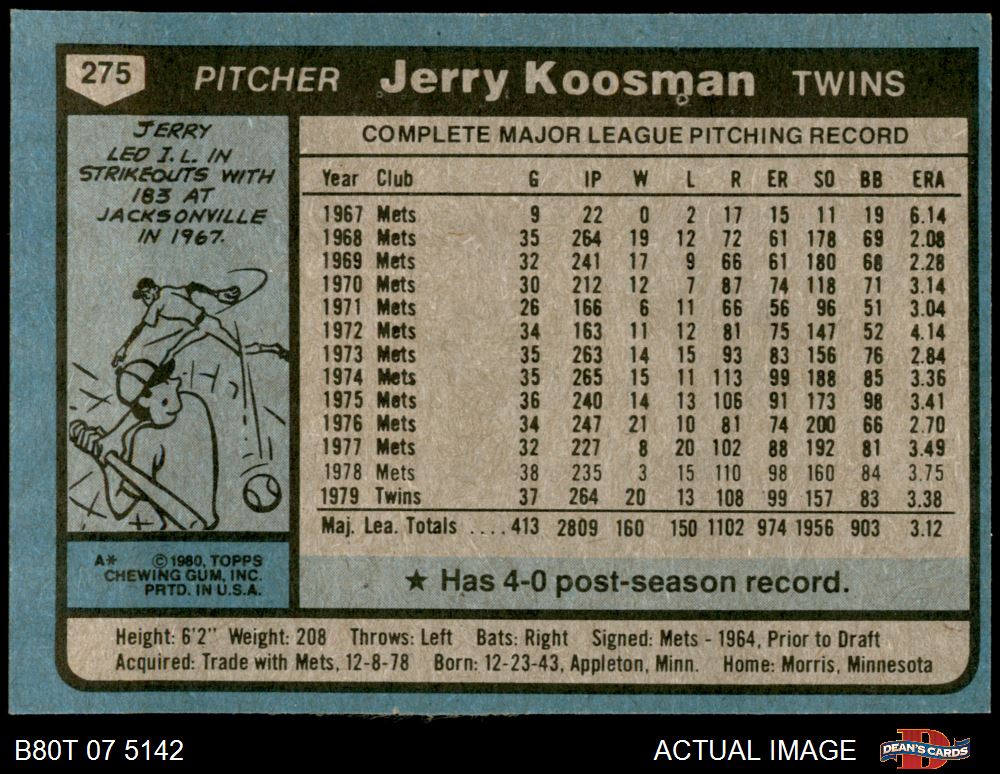 275 PITCHER Jerry Koosman TWINS
JERRY
LED I.L. IN
STRIKEOUTS WITH
183 AT
JACKSONVILLE
IN 1967.
COMPLETE MAJOR LEAGUE PITCHING RECORD
Year Club G IP W L R ER SO BB ERA
1967 Mets 9 22 0 2 17 15 11 19 6.14
1968 Mets 35 264 19 12 72 61 178 69 2.08
1969 Mets 32 241 17 9 66 61 180 68 2.28
1970 Mets 30 212 12 7 87 74 118 71 3.14
1971 Mets 26 166 6 11 66 56 96 51 3.04
1972 Mets 34 163 11 12 81 75 147 52 4.14
1973 Mets 35 263 14 15 93 83 156 76 2.84
1974 Mets 35 265 15 11 113 99 188 85 3.36
1975 Mets 36 240 14 13 106 91 173 98 3.41
1976 Mets 34 247 21 10 81 74 200 66 2.70
1977 Mets 32 227 8 20 102 88 192 81 3.49
1978 Mets 38 235 3 15 110 98 160 84 3.75
1979 Twins 37 264 20 13 108 99 157 83 3.38
Maj. Lea. Totals ....413 2809 160 150 1102 974 1956 903 3.12
A* ©1980, TOPPS
CHEWING GUM, INC.
PRTD. IN U.S.A.
★ Has 4-0 post-season record.
Height: 6'2" Weight: 208 Throws: Left Bats: Right Signed: Mets - 1964, Prior to Draft
Acquired: Trade with Mets, 12-8-78 Born: 12-23-43, Appleton, Minn. Home: Morris, Minnesota
B80T 07 5142 ACTUAL IMAGE DEAN'S CARDS